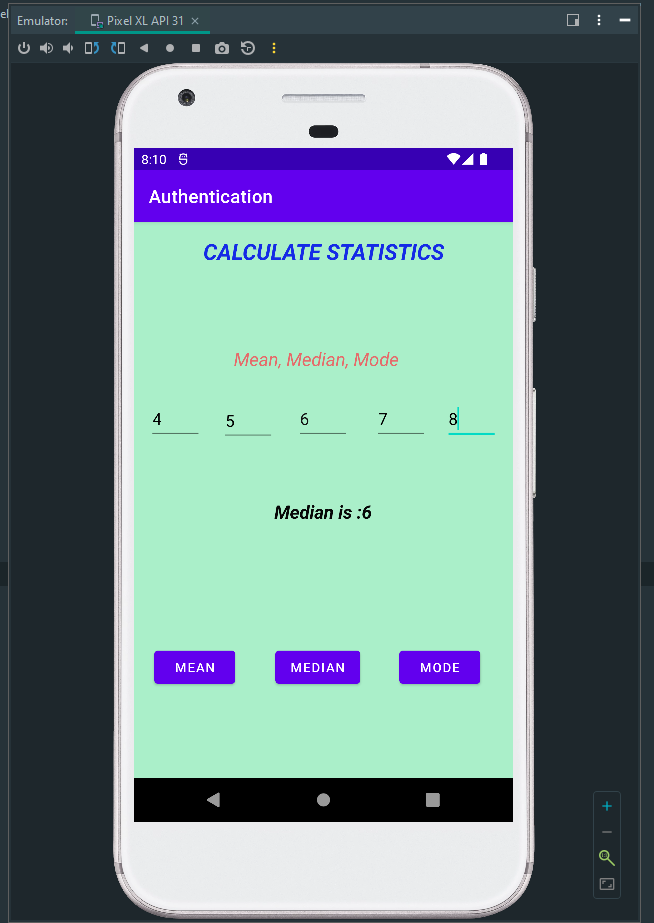 el
Emulator: Pixel XL API 31
8:10
Authentication
CALCULATE STATISTICS
Mean, Median, Mode
4 5 6 7 8
Median is :6
MEAN MEDIAN MODE